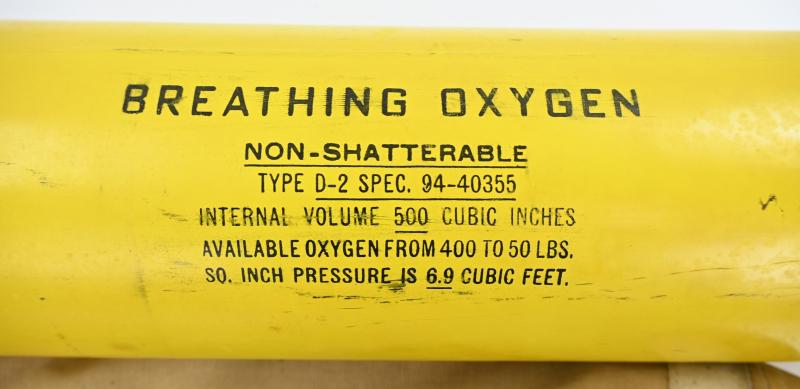 BREATHING OXYGEN
NON-SHATTERABLE
TYPE D-2 SPEC. 94-40355
INTERNAL VOLUME 500 CUBIC INCHES
AVAILABLE OXYGEN FROM 400 TO 50 LBS.
SQ. INCH PRESSURE IS 6.9 CUBIC FEET.